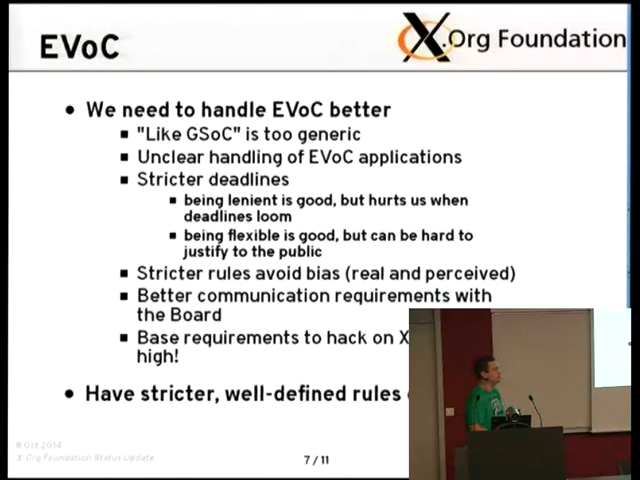 EVoC
X.Org Foundation
We need to handle EVoC better
"Like GSoC" is too generic
Unclear handling of EVoC applications
Stricter deadlines
being lenient is good, but hurts us when
deadlines loom
being flexible is good, but can be hard to
justify to the public
Stricter rules avoid bias (real and perceived)
Better communication requirements with
the Board
Base requirements to hack on X
high!
Have stricter, well-defined rules
8 Oct 2014
X.Org Foundation Status Update
7 / 11